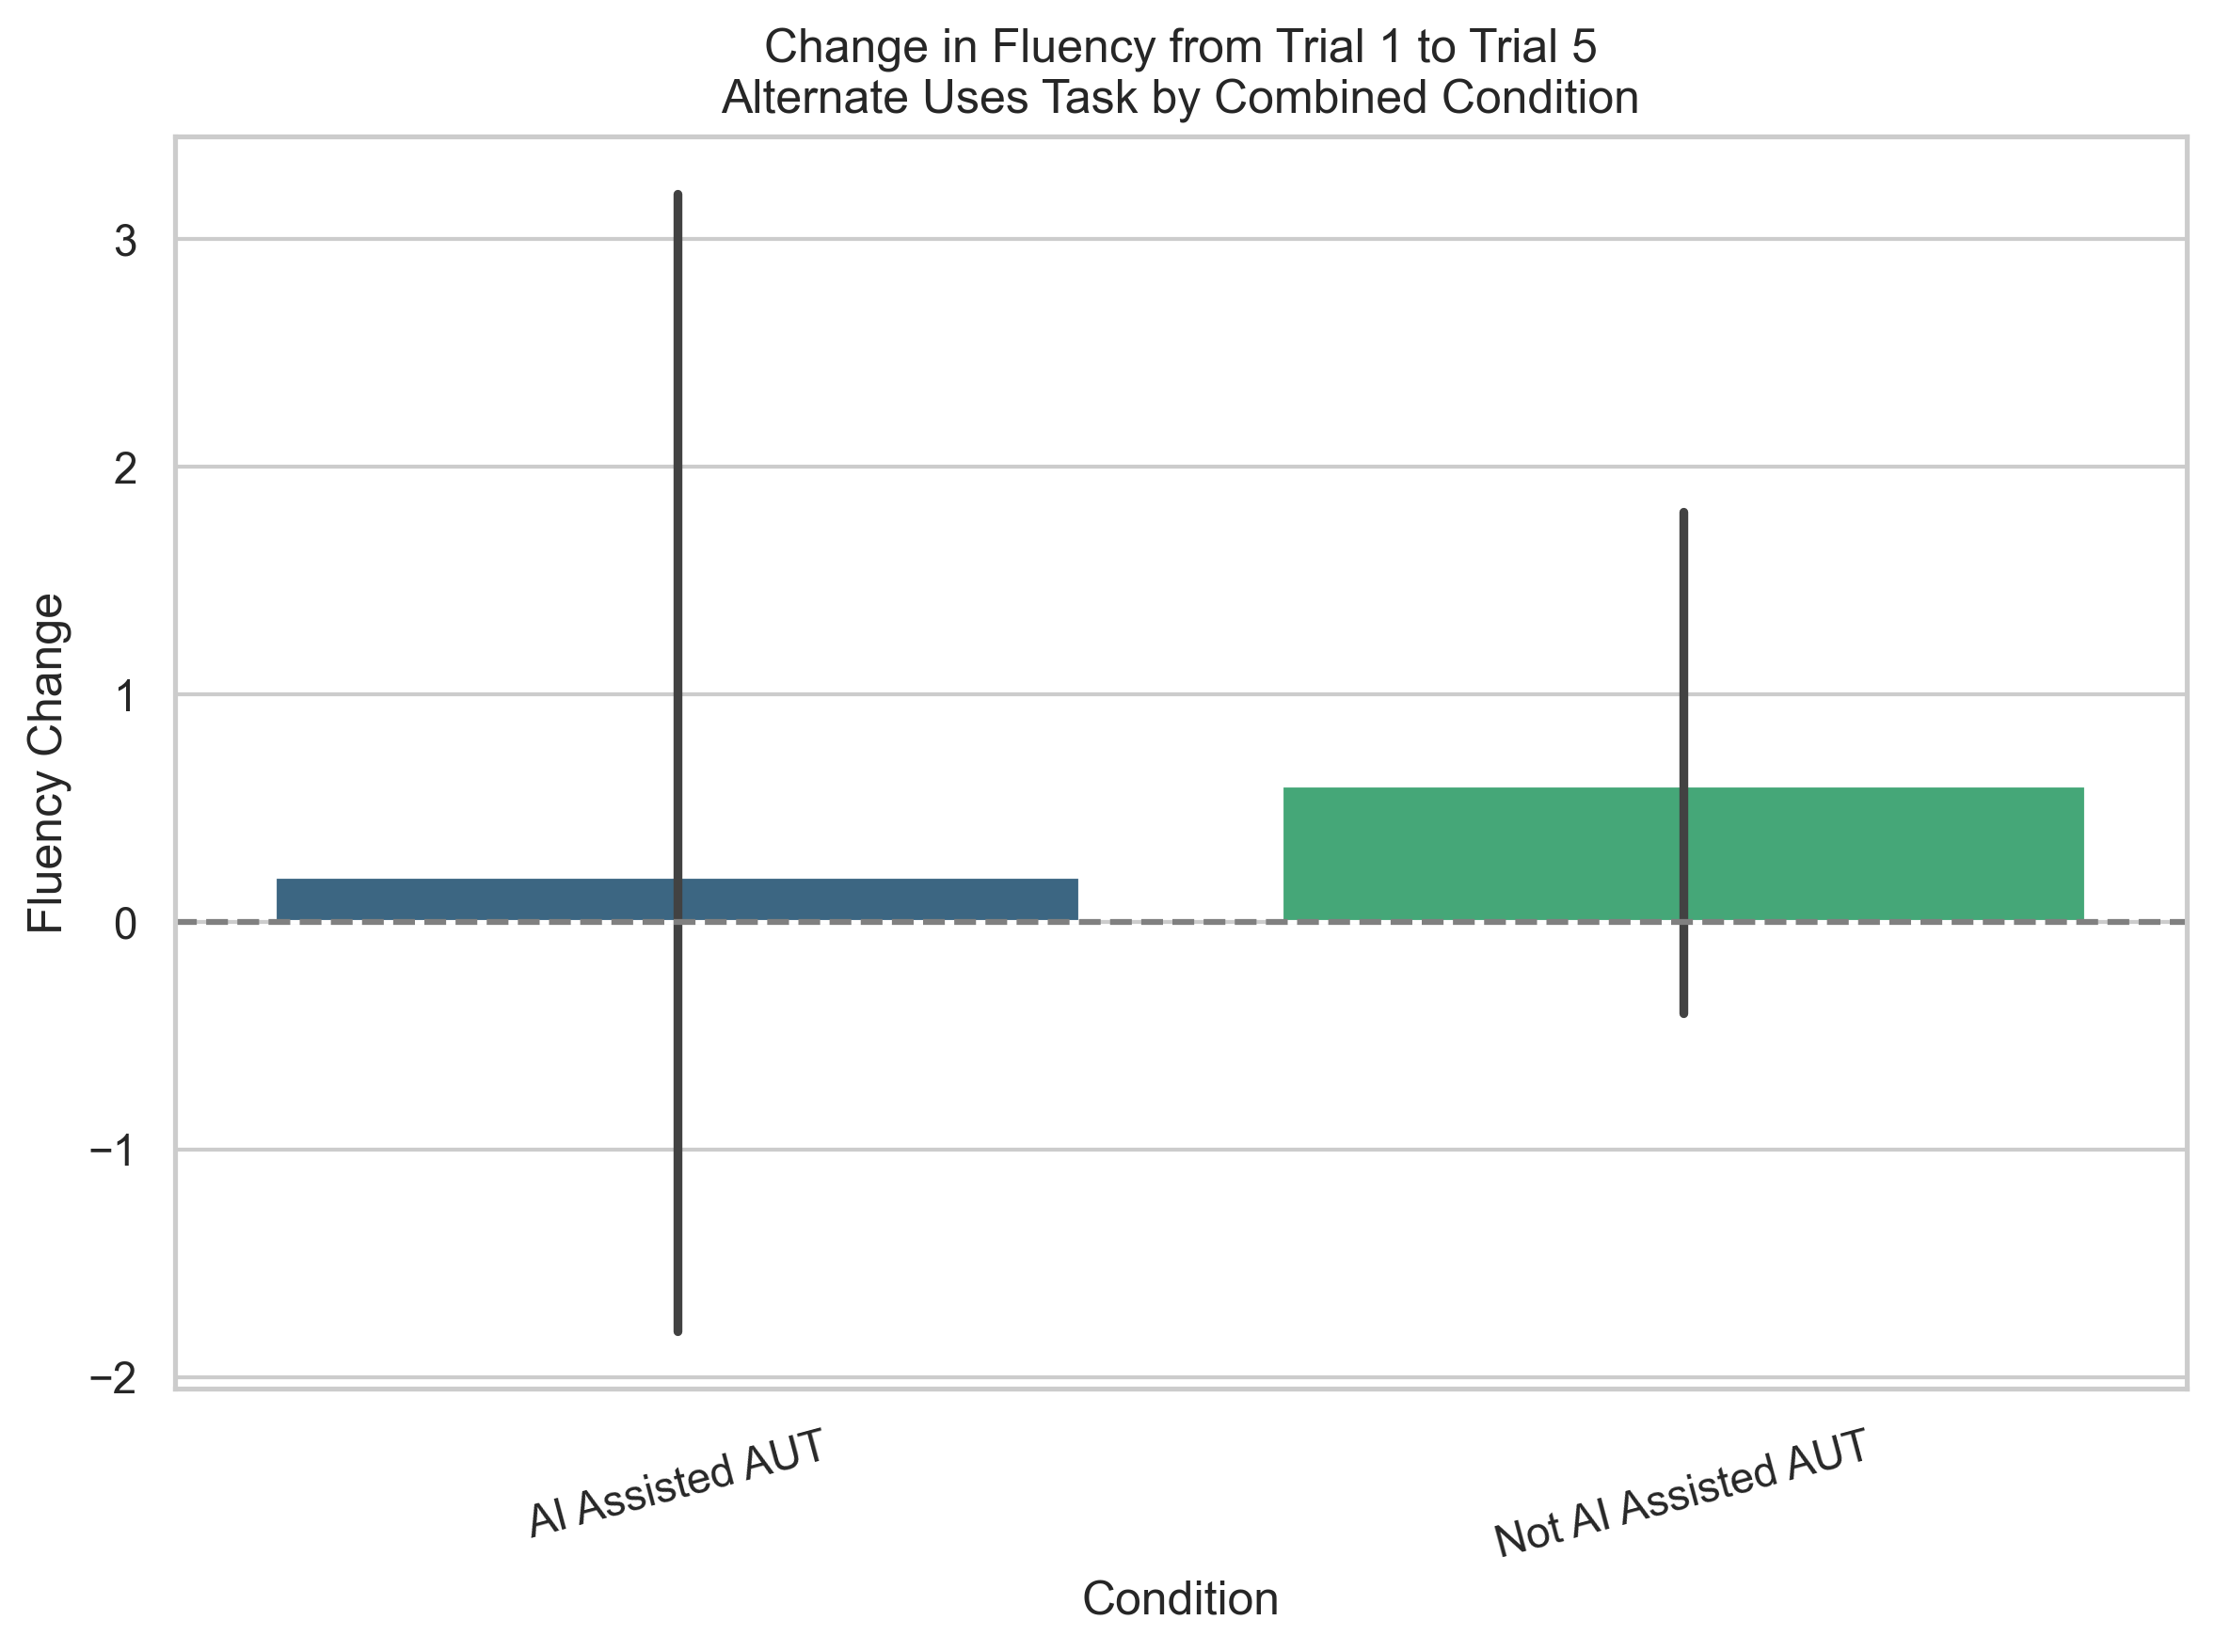 Change in Fluency from Trial 1 to Trial 5
Alternate Uses Task by Combined Condition
Fluency Change
3
2
1
0
−1
−2
AI Assisted AUT
Not AI Assisted AUT
Condition